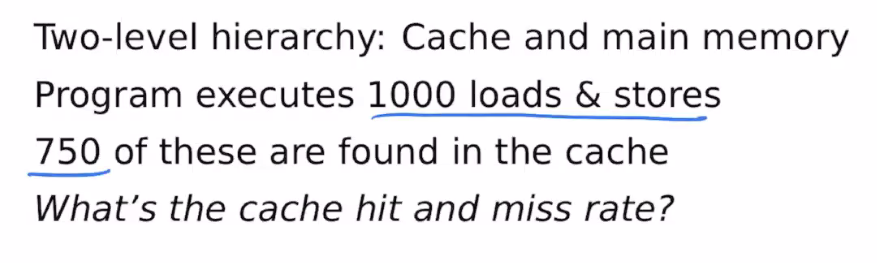 Two-level hierarchy: Cache and main memory
Program executes 1000 loads & stores
750 of these are found in the cache
What’s the cache hit and miss rate?